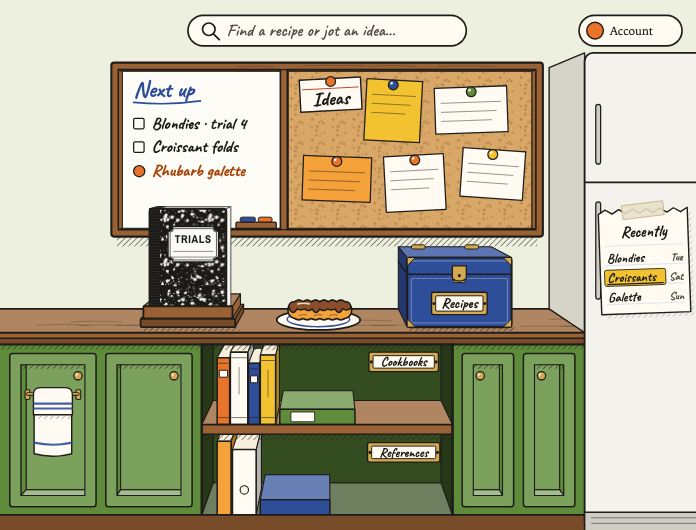 Find a recipe or jot an idea...
Account
Next up
Blondies · trial 4
Croissant folds
Rhubarb galette
Ideas
TRIALS
Recipes
Recently
Blondies Tue
Croissants Sat
Galette Sun
Cookbooks
References